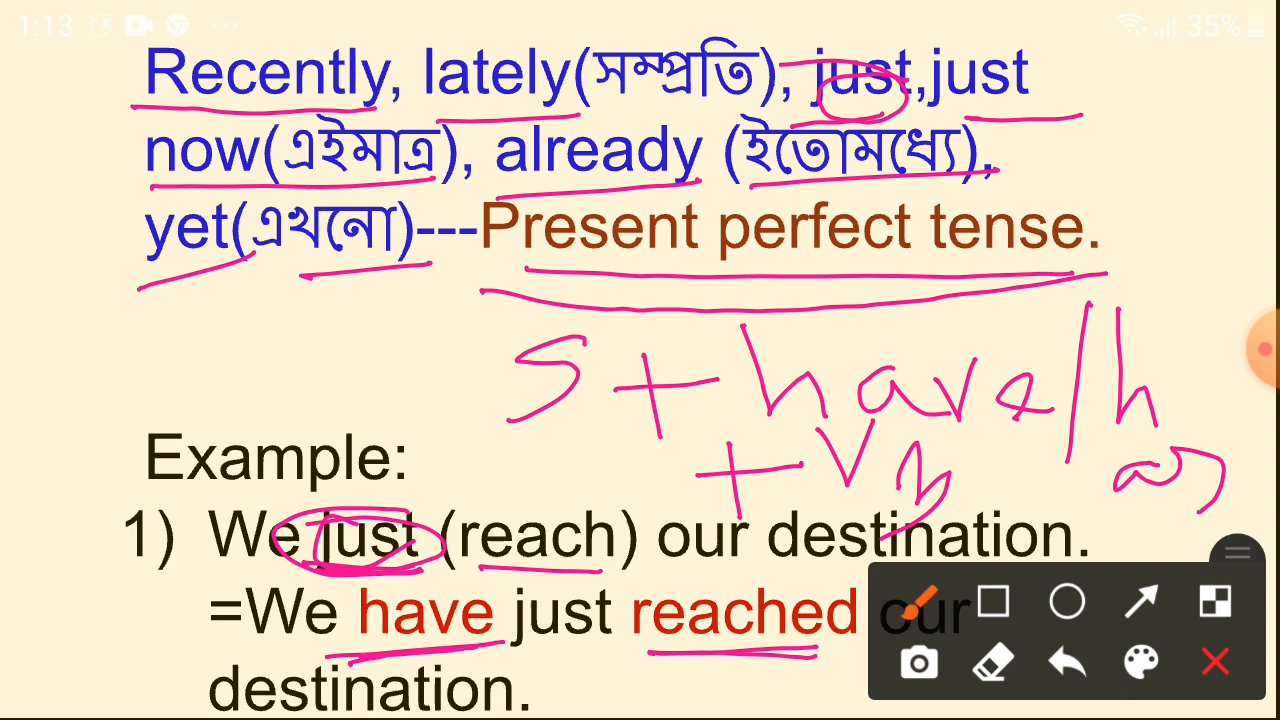 1:13 35%
Recently, lately(সম্প্রতি), just,just
now(এইমাত্র), already (ইতোমধ্যে),
yet(এখনো)---Present perfect tense.
S + have/has
+ V3
Example:
1) We just (reach) our destination.
=We have just reached our
destination.